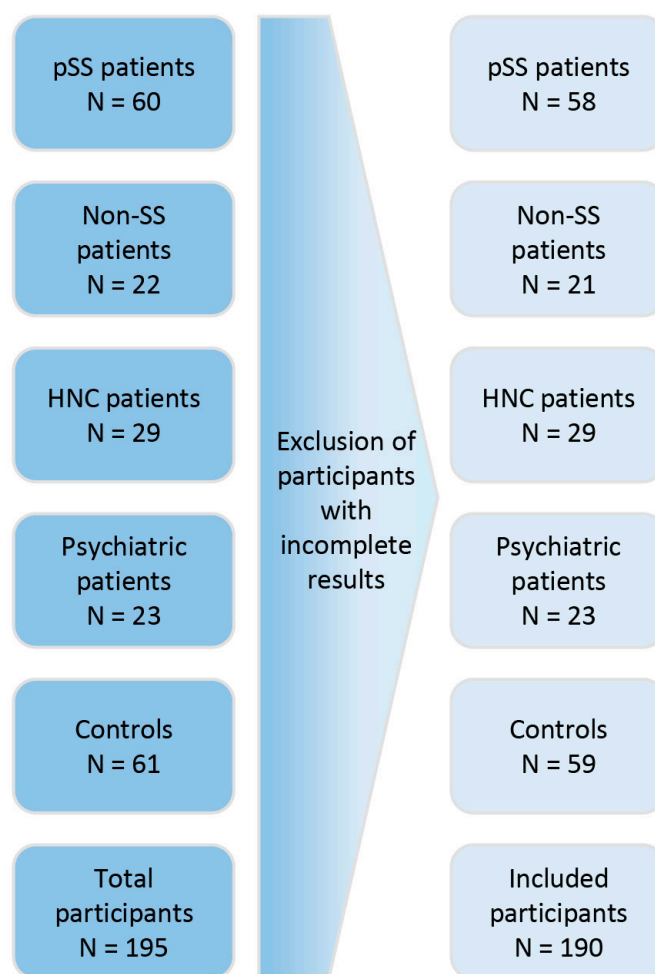 pSS patients
N = 60
Non-SS
patients
N = 22
HNC patients
N = 29
Psychiatric
patients
N = 23
Controls
N = 61
Total
participants
N = 195
Exclusion of
participants
with
incomplete
results
pSS patients
N = 58
Non-SS
patients
N = 21
HNC patients
N = 29
Psychiatric
patients
N = 23
Controls
N = 59
Included
participants
N = 190